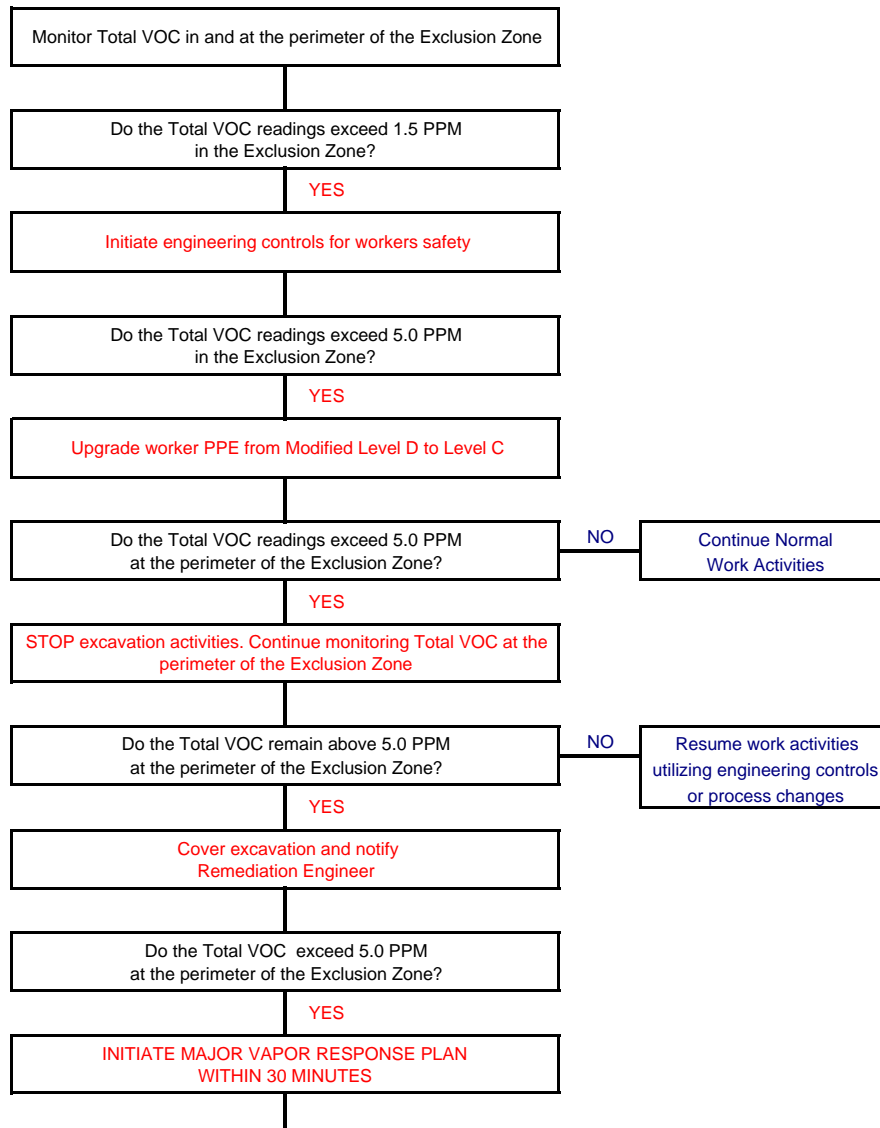 Monitor Total VOC in and at the perimeter of the Exclusion Zone
Do the Total VOC readings exceed 1.5 PPM
in the Exclusion Zone?
YES
Initiate engineering controls for workers safety
Do the Total VOC readings exceed 5.0 PPM
in the Exclusion Zone?
YES
Upgrade worker PPE from Modified Level D to Level C
Do the Total VOC readings exceed 5.0 PPM
at the perimeter of the Exclusion Zone?
NO
Continue Normal
Work Activities
YES
STOP excavation activities. Continue monitoring Total VOC at the
perimeter of the Exclusion Zone
Do the Total VOC remain above 5.0 PPM
at the perimeter of the Exclusion Zone?
NO
Resume work activities
utilizing engineering controls
or process changes
YES
Cover excavation and notify
Remediation Engineer
Do the Total VOC  exceed 5.0 PPM
at the perimeter of the Exclusion Zone?
YES
INITIATE MAJOR VAPOR RESPONSE PLAN
WITHIN 30 MINUTES